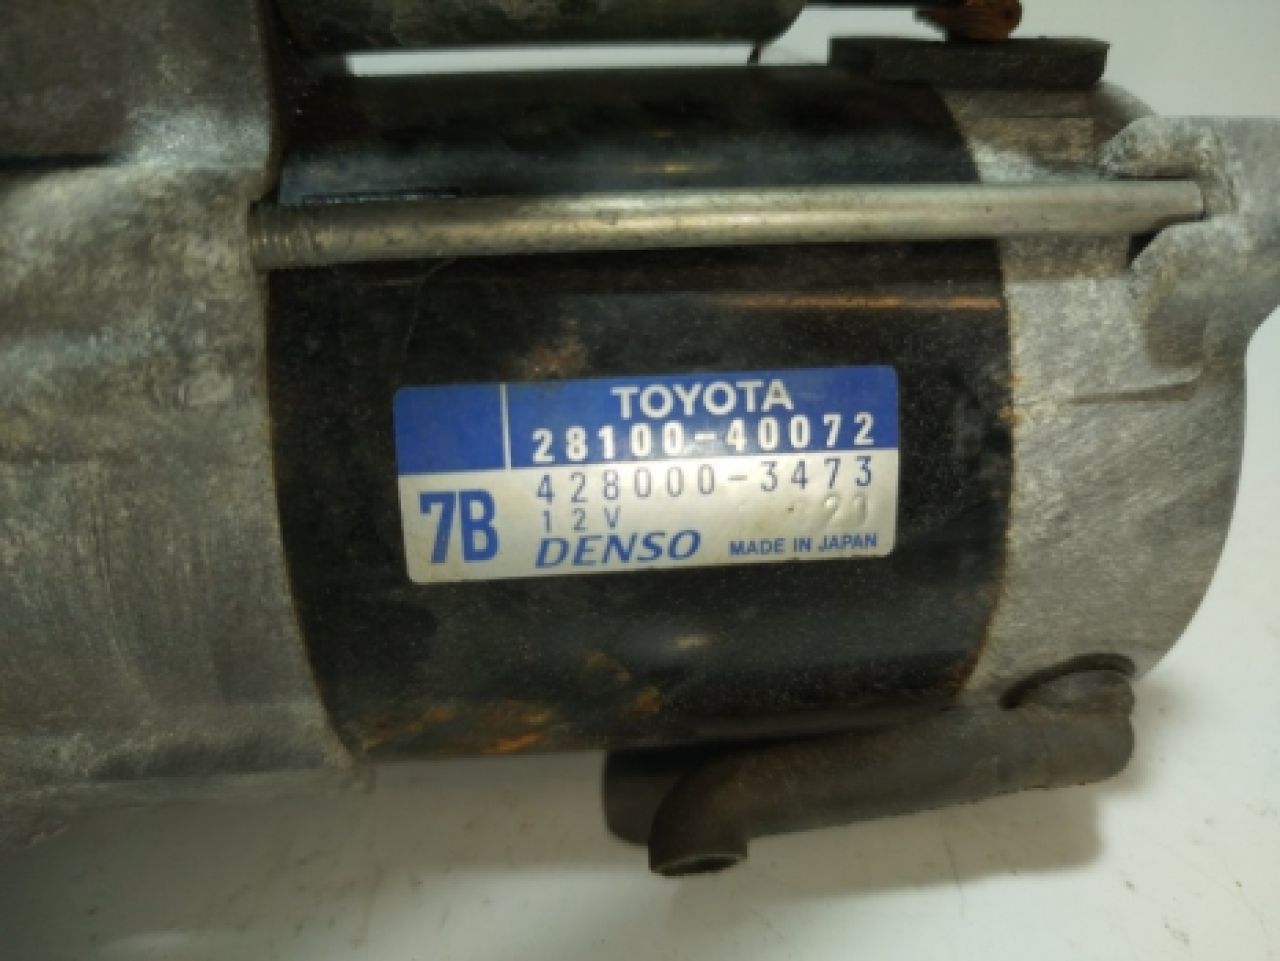 TOYOTA
28100-40072
428000-3473
7B
12V
DENSO MADE IN JAPAN